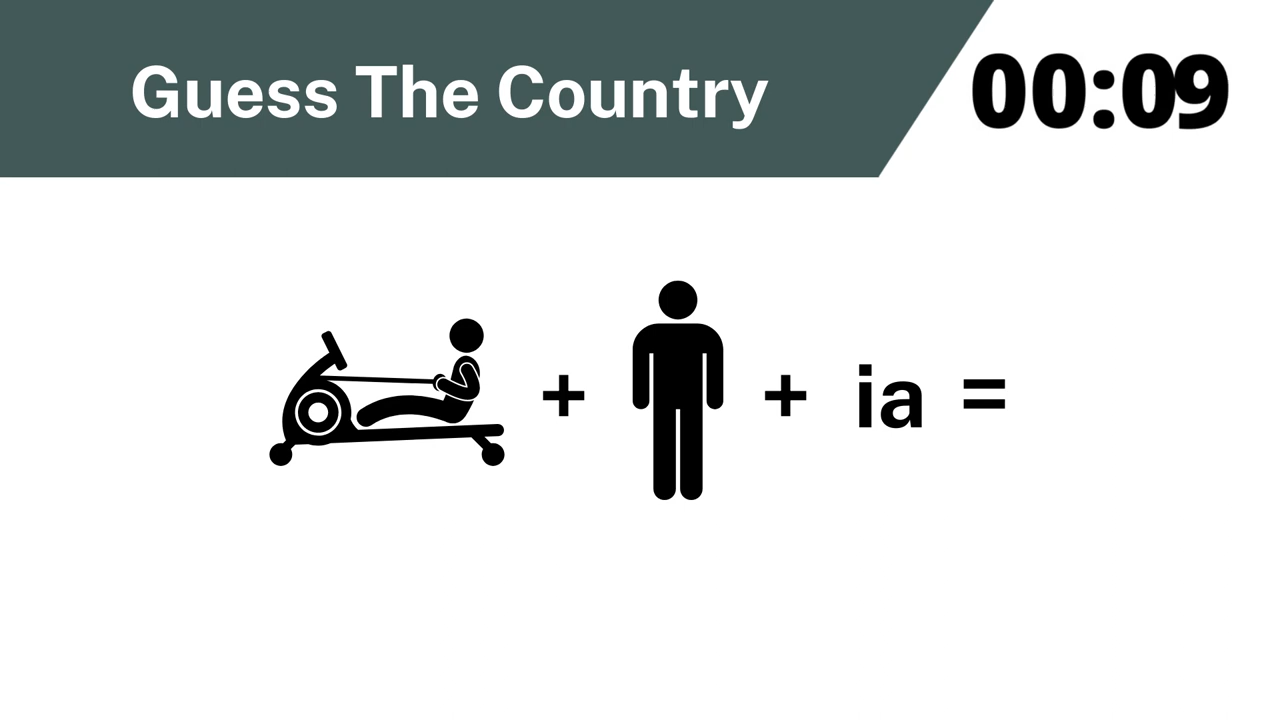 Guess The Country
00:09
+ + ia =